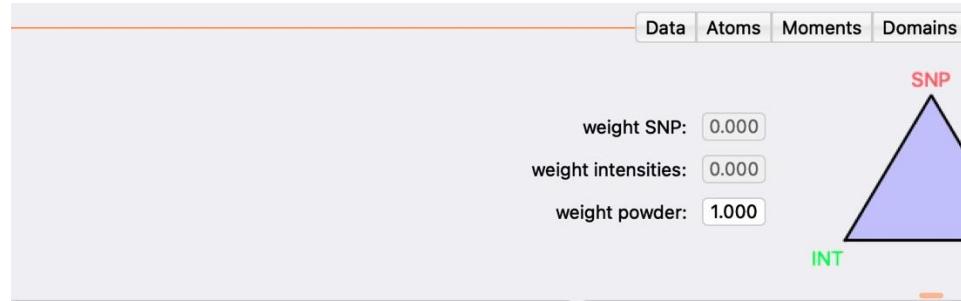 Data Atoms Moments Domains
SNP
weight SNP: 0.000
weight intensities: 0.000
weight powder: 1.000
INT